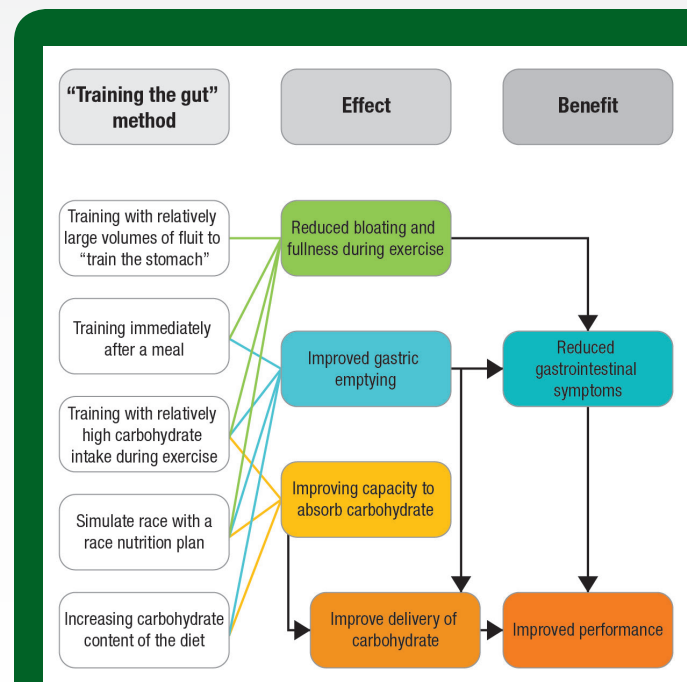 “Training the gut”
method
Effect
Benefit
Training with relatively
large volumes of fluit to
“train the stomach”
Reduced bloating and
fullness during exercise
Training immediately
after a meal
Improved gastric
emptying
Reduced
gastrointestinal
symptoms
Training with relatively
high carbohydrate
intake during exercise
Improving capacity to
absorb carbohydrate
Simulate race with a
race nutrition plan
Increasing carbohydrate
content of the diet
Improve delivery of
carbohydrate
Improved performance